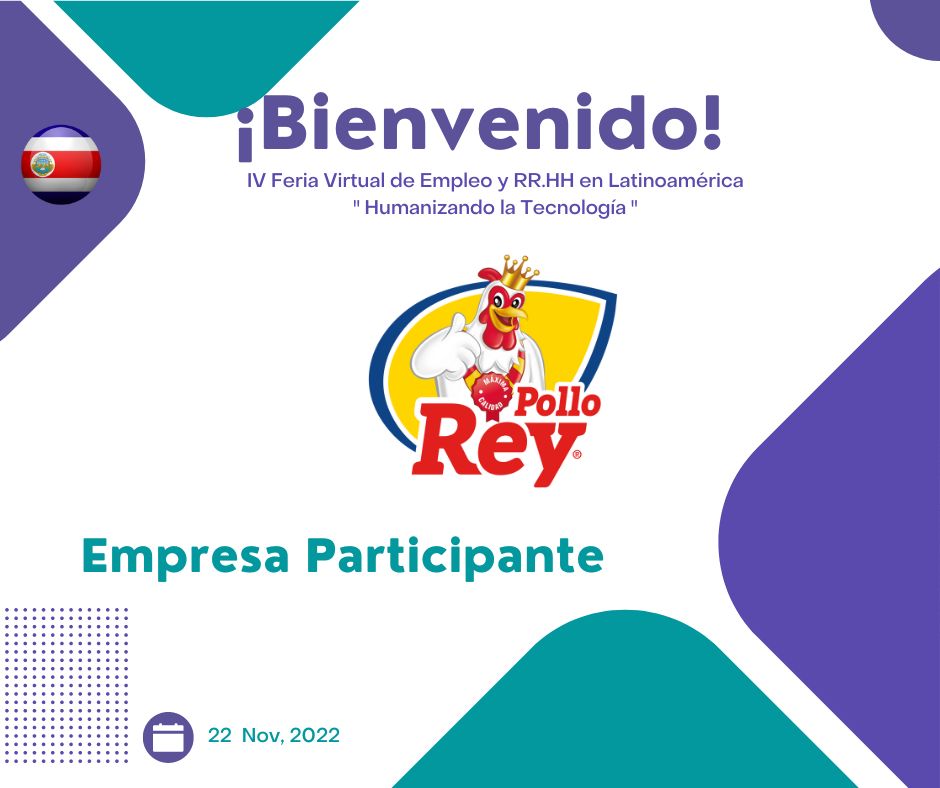 ¡Bienvenido!
IV Feria Virtual de Empleo y RR.HH en Latinoamérica
" Humanizando la Tecnología "
MÁXIMA
CALIDAD
Pollo
Rey®
Empresa Participante
22 Nov, 2022